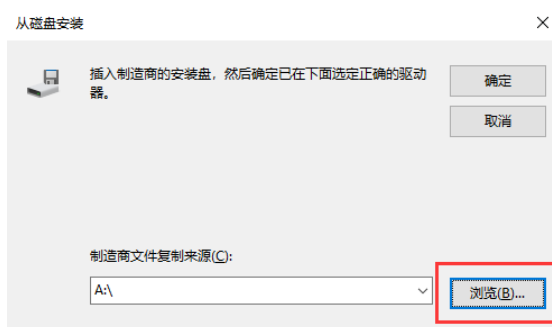 从磁盘安装
插入制造商的安装盘，然后确定已在下面选定正确的驱动
器。
确定
取消
制造商文件复制来源(C):
A:\
浏览(B)...